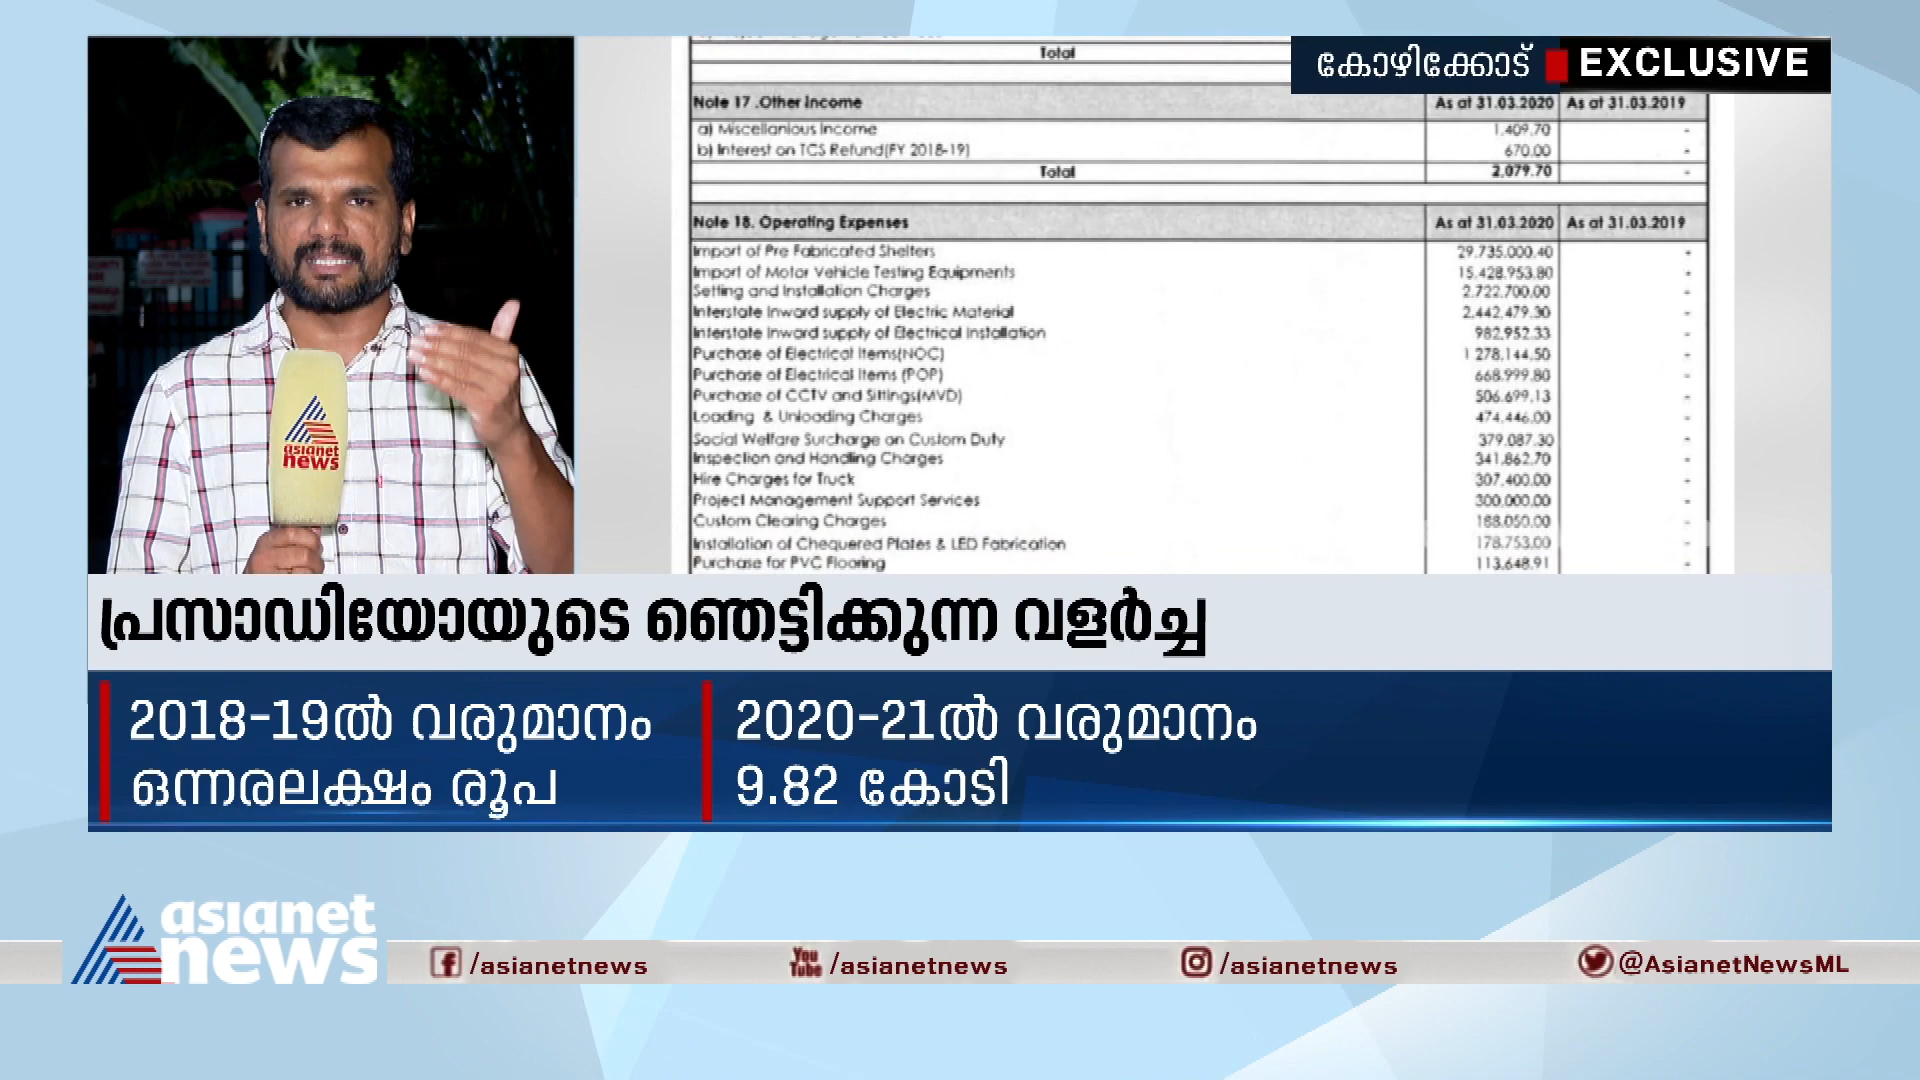 കോഴിക്കോട് EXCLUSIVE
Total
Note 17 .Other Income As at 31.03.2020 As at 31.03.2019
a) Miscellanious Income 1,409.70 -
b) Interest on TCS Refund(FY 2018-19) 670.00 -
Total 2,079.70 -
Note 18. Operating Expenses As at 31.03.2020 As at 31.03.2019
Import of Pre Fabricated Shelters 29,735,000.40 -
Import of Motor Vehicle Testing Equipments 15,428,953.80 -
Setting and Installation Charges 2,722,700.00 -
Interstate Inward supply of Electric Material 2,442,479.30 -
Interstate Inward supply of Electrical Installation 982,952.33 -
Purchase of Electrical Items(NOC) 1 278,144.50 -
Purchase of Electrical Items (POP) 668,999.80 -
Purchase of CCTV and Sittings(MVD) 506,699.13 -
Loading & Unloading Charges 474,446.00 -
Social Welfare Surcharge on Custom Duty 379,087.30 -
Inspection and Handling Charges 341,862.70 -
Hire Charges for Truck 307,400.00 -
Project Management Support Services 300,000.00 -
Custom Clearing Charges 188,050.00 -
Installation of Chequered Plates & LED Fabrication 178,753.00 -
Purchase for PVC Flooring 113,648.91 -
asianet
news
പ്രസാഡിയോയുടെ ഞെട്ടിക്കുന്ന വളർച്ച
2018-19ൽ വരുമാനം
ഒന്നരലക്ഷം രൂപ
2020-21ൽ വരുമാനം
9.82 കോടി
asianet
news
/asianetnews
You Tube /asianetnews
/asianetnews
@AsianetNewsML